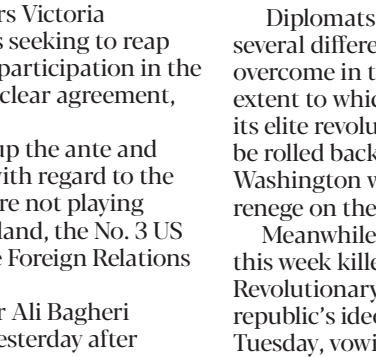 rs Victoria
s seeking to reap
participation in the
clear agreement,
up the ante and
with regard to the
re not playing
land, the No. 3 US
e Foreign Relations
r Ali Bagheri
esterday after
Diplomats
several differe
overcome in t
extent to whic
its elite revolu
be rolled back
Washington w
renege on the
Meanwhile
this week kille
Revolutionary
republic's ideo
Tuesday, vowi